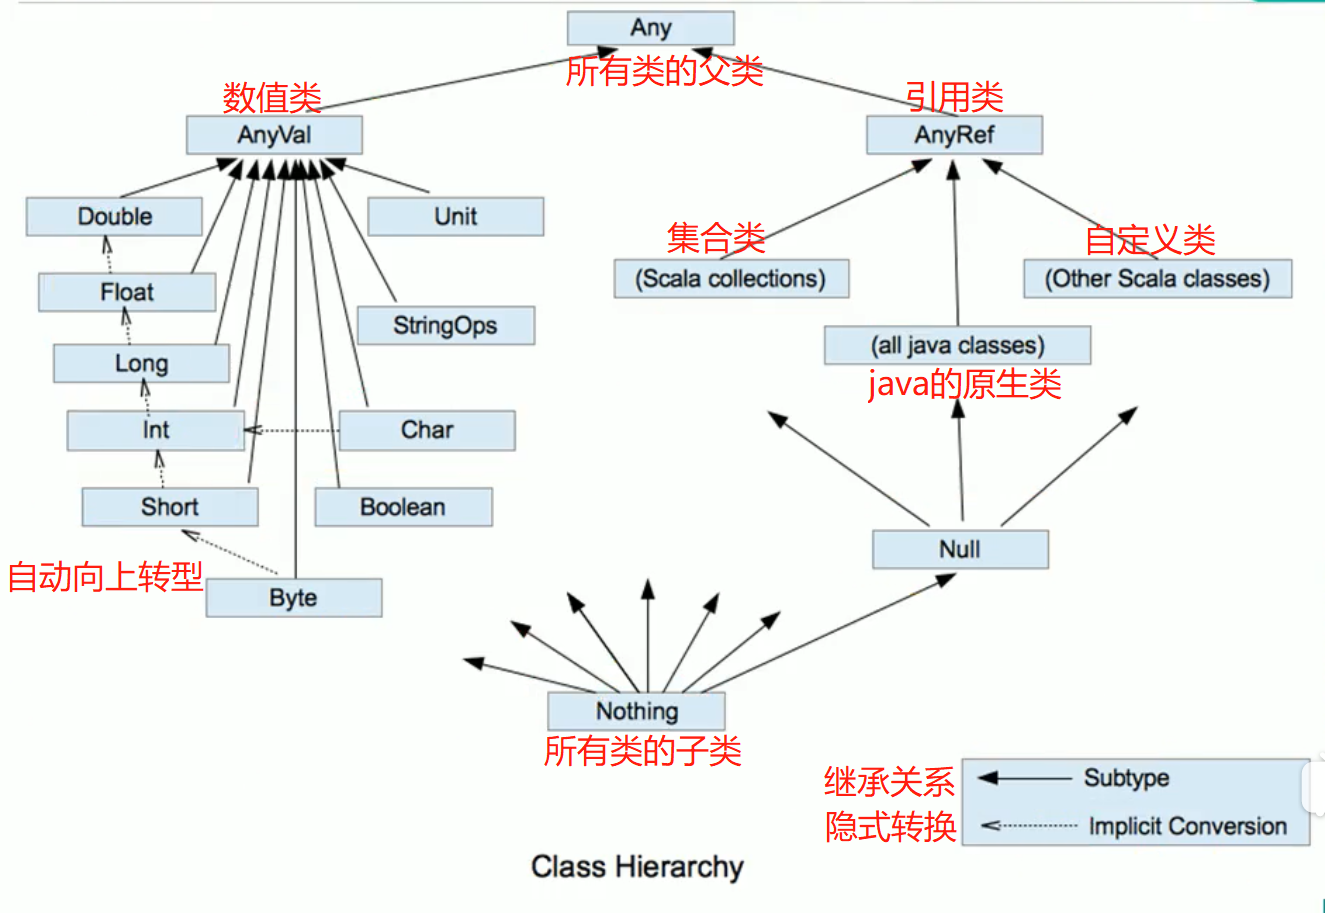 Any
所有类的父类
数值类
引用类
AnyVal
AnyRef
Double
Unit
集合类
自定义类
Float
(Scala collections)
(Other Scala classes)
StringOps
(all java classes)
Long
java的原生类
Int
Char
Short
Boolean
Null
自动向上转型
Byte
Nothing
所有类的子类
继承关系
Subtype
隐式转换
Implicit Conversion
Class Hierarchy